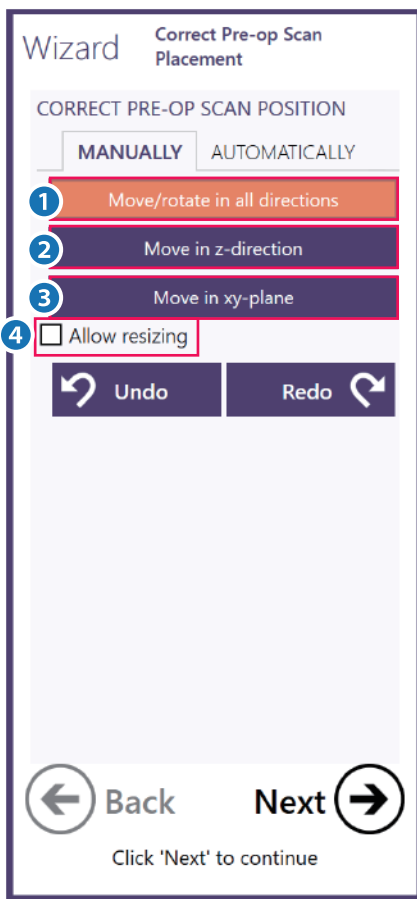 Wizard
Correct Pre-op Scan
Placement
CORRECT PRE-OP SCAN POSITION
MANUALLY AUTOMATICALLY
1 Move/rotate in all directions
2 Move in z-direction
3 Move in xy-plane
4 Allow resizing
Undo Redo
Back Next
Click 'Next' to continue